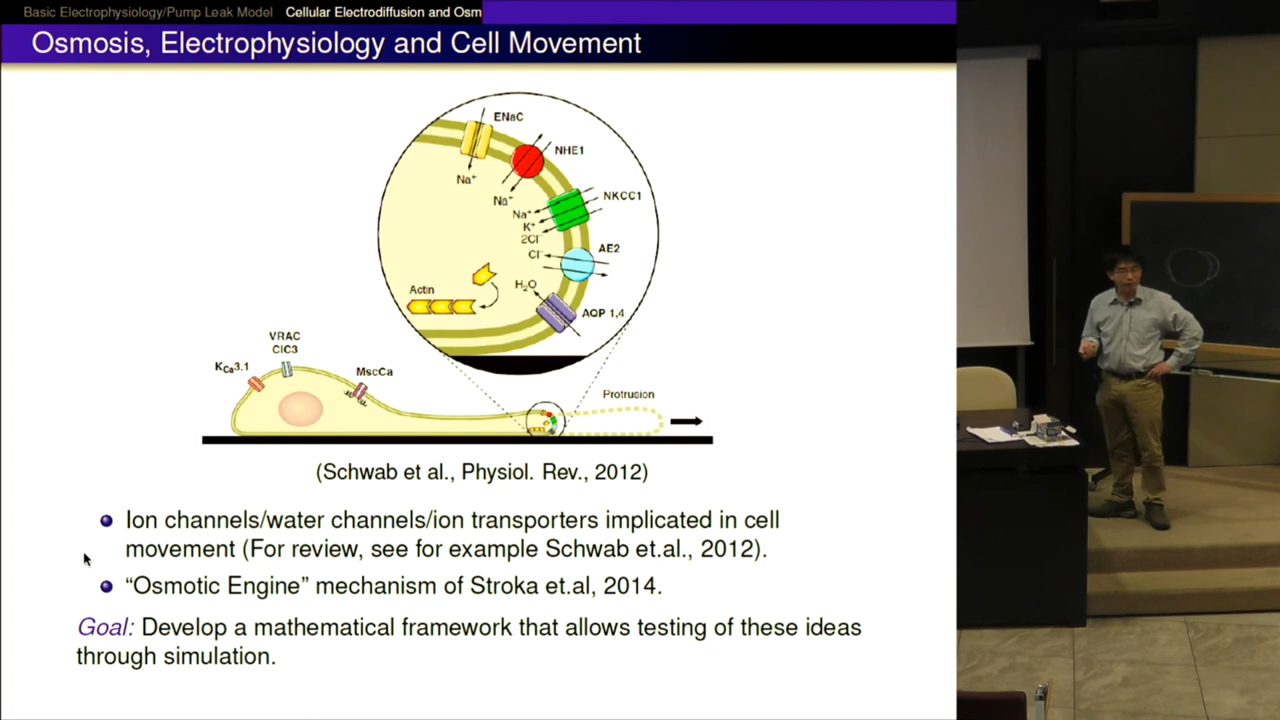 Basic Electrophysiology/Pump Leak Model Cellular Electrodiffusion and Osm
Osmosis, Electrophysiology and Cell Movement
ENaC
NHE1
Na⁺
Na⁺
NKCC1
Na⁺
K⁺
2Cl⁻
AE2
Cl⁻
H₂O
Actin
AQP 1,4
VRAC
ClC3
K_Ca3.1
MscCa
Protrusion
(Schwab et al., Physiol. Rev., 2012)
Ion channels/water channels/ion transporters implicated in cell
movement (For review, see for example Schwab et.al., 2012).
“Osmotic Engine” mechanism of Stroka et.al, 2014.
Goal: Develop a mathematical framework that allows testing of these ideas
through simulation.